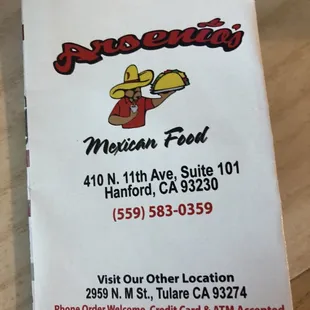 Arsenio's
Mexican Food
410 N. 11th Ave, Suite 101
Hanford, CA 93230
(559) 583-0359
Visit Our Other Location
2959 N. M St., Tulare CA 93274
Phone Order Welcome, Credit Card & ATM Accepted